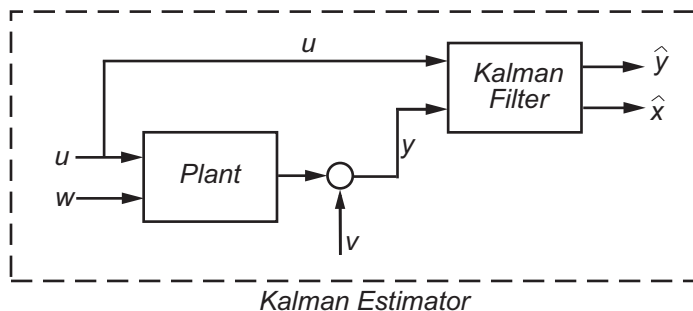 u
Kalman
Filter
ŷ
x̂
y
u
Plant
w
v
Kalman Estimator